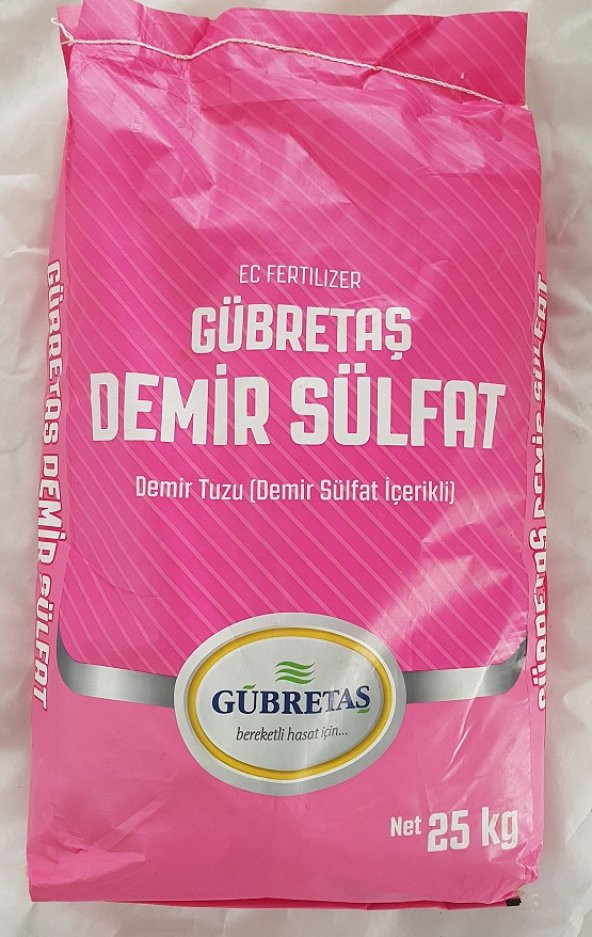 EC FERTILIZER
GÜBRETAŞ
DEMİR SÜLFAT
Demir Tuzu (Demir Sülfat İçerikli)
GÜBRETAŞ DEMİR SÜLFAT
GÜBRETAŞ DEMİR SÜLFAT
GÜBRETAŞ
bereketli hasat için...
Net 25 kg